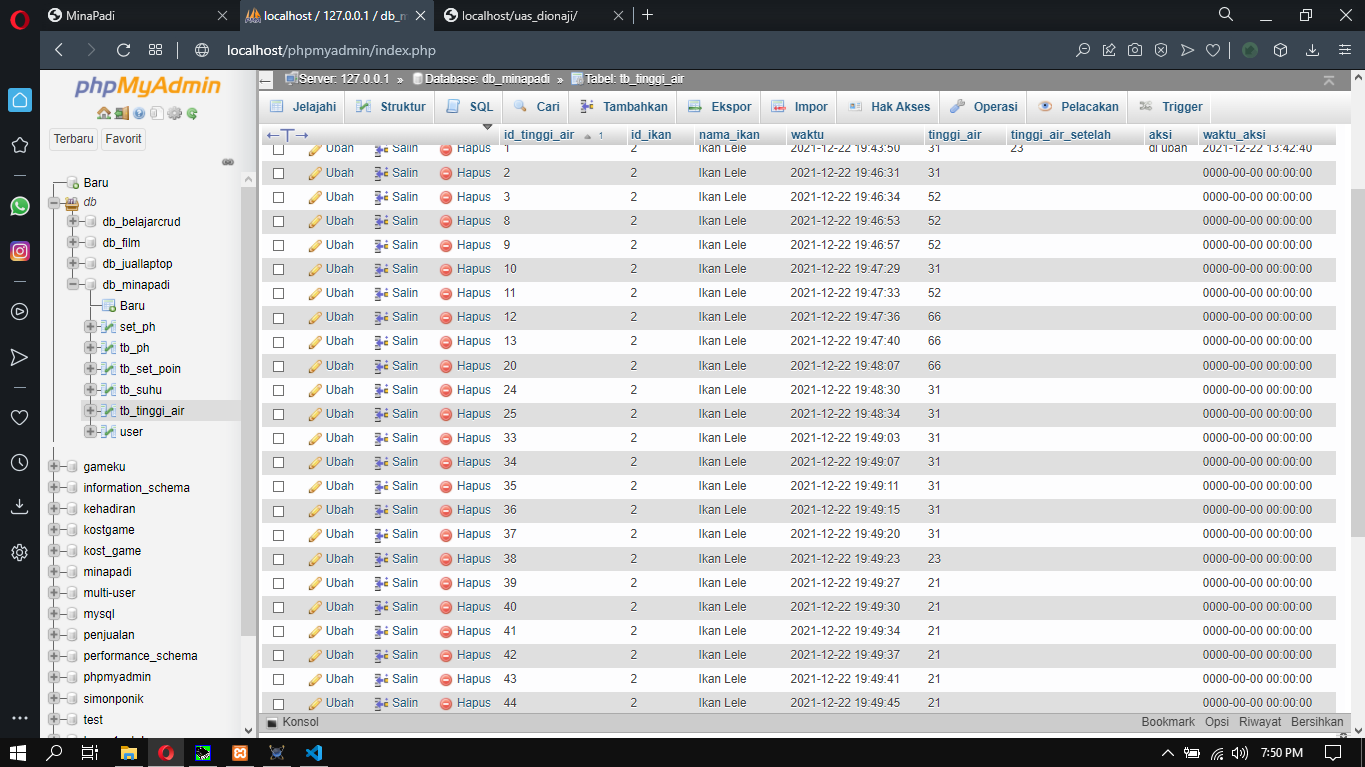 MinaPadi
localhost / 127.0.0.1 / db_m
localhost/uas_dionaji/
localhost/phpmyadmin/index.php
phpMyAdmin
Terbaru Favorit
Baru
db
db_belajarcrud
db_film
db_juallaptop
db_minapadi
Baru
set_ph
tb_ph
tb_set_poin
tb_suhu
tb_tinggi_air
user
gameku
information_schema
kehadiran
kostgame
kost_game
minapadi
multi-user
mysql
penjualan
performance_schema
phpmyadmin
simonponik
test
Server: 127.0.0.1 » Database: db_minapadi » Tabel: tb_tinggi_air
Jelajahi Struktur SQL Cari Tambahkan Ekspor Impor Hak Akses Operasi Pelacakan Trigger
id_tinggi_air 1 id_ikan nama_ikan waktu tinggi_air tinggi_air_setelah aksi waktu_aksi
Ubah Salin Hapus 1 2 Ikan Lele 2021-12-22 19:43:50 31 23 di ubah 2021-12-22 13:42:40
Ubah Salin Hapus 2 2 Ikan Lele 2021-12-22 19:46:31 31 0000-00-00 00:00:00
Ubah Salin Hapus 3 2 Ikan Lele 2021-12-22 19:46:34 52 0000-00-00 00:00:00
Ubah Salin Hapus 8 2 Ikan Lele 2021-12-22 19:46:53 52 0000-00-00 00:00:00
Ubah Salin Hapus 9 2 Ikan Lele 2021-12-22 19:46:57 52 0000-00-00 00:00:00
Ubah Salin Hapus 10 2 Ikan Lele 2021-12-22 19:47:29 31 0000-00-00 00:00:00
Ubah Salin Hapus 11 2 Ikan Lele 2021-12-22 19:47:33 52 0000-00-00 00:00:00
Ubah Salin Hapus 12 2 Ikan Lele 2021-12-22 19:47:36 66 0000-00-00 00:00:00
Ubah Salin Hapus 13 2 Ikan Lele 2021-12-22 19:47:40 66 0000-00-00 00:00:00
Ubah Salin Hapus 20 2 Ikan Lele 2021-12-22 19:48:07 66 0000-00-00 00:00:00
Ubah Salin Hapus 24 2 Ikan Lele 2021-12-22 19:48:30 31 0000-00-00 00:00:00
Ubah Salin Hapus 25 2 Ikan Lele 2021-12-22 19:48:34 31 0000-00-00 00:00:00
Ubah Salin Hapus 33 2 Ikan Lele 2021-12-22 19:49:03 31 0000-00-00 00:00:00
Ubah Salin Hapus 34 2 Ikan Lele 2021-12-22 19:49:07 31 0000-00-00 00:00:00
Ubah Salin Hapus 35 2 Ikan Lele 2021-12-22 19:49:11 31 0000-00-00 00:00:00
Ubah Salin Hapus 36 2 Ikan Lele 2021-12-22 19:49:15 31 0000-00-00 00:00:00
Ubah Salin Hapus 37 2 Ikan Lele 2021-12-22 19:49:20 31 0000-00-00 00:00:00
Ubah Salin Hapus 38 2 Ikan Lele 2021-12-22 19:49:23 23 0000-00-00 00:00:00
Ubah Salin Hapus 39 2 Ikan Lele 2021-12-22 19:49:27 21 0000-00-00 00:00:00
Ubah Salin Hapus 40 2 Ikan Lele 2021-12-22 19:49:30 21 0000-00-00 00:00:00
Ubah Salin Hapus 41 2 Ikan Lele 2021-12-22 19:49:34 21 0000-00-00 00:00:00
Ubah Salin Hapus 42 2 Ikan Lele 2021-12-22 19:49:37 21 0000-00-00 00:00:00
Ubah Salin Hapus 43 2 Ikan Lele 2021-12-22 19:49:41 21 0000-00-00 00:00:00
Ubah Salin Hapus 44 2 Ikan Lele 2021-12-22 19:49:45 21 0000-00-00 00:00:00
Konsol Bookmark Opsi Riwayat Bersihkan
7:50 PM